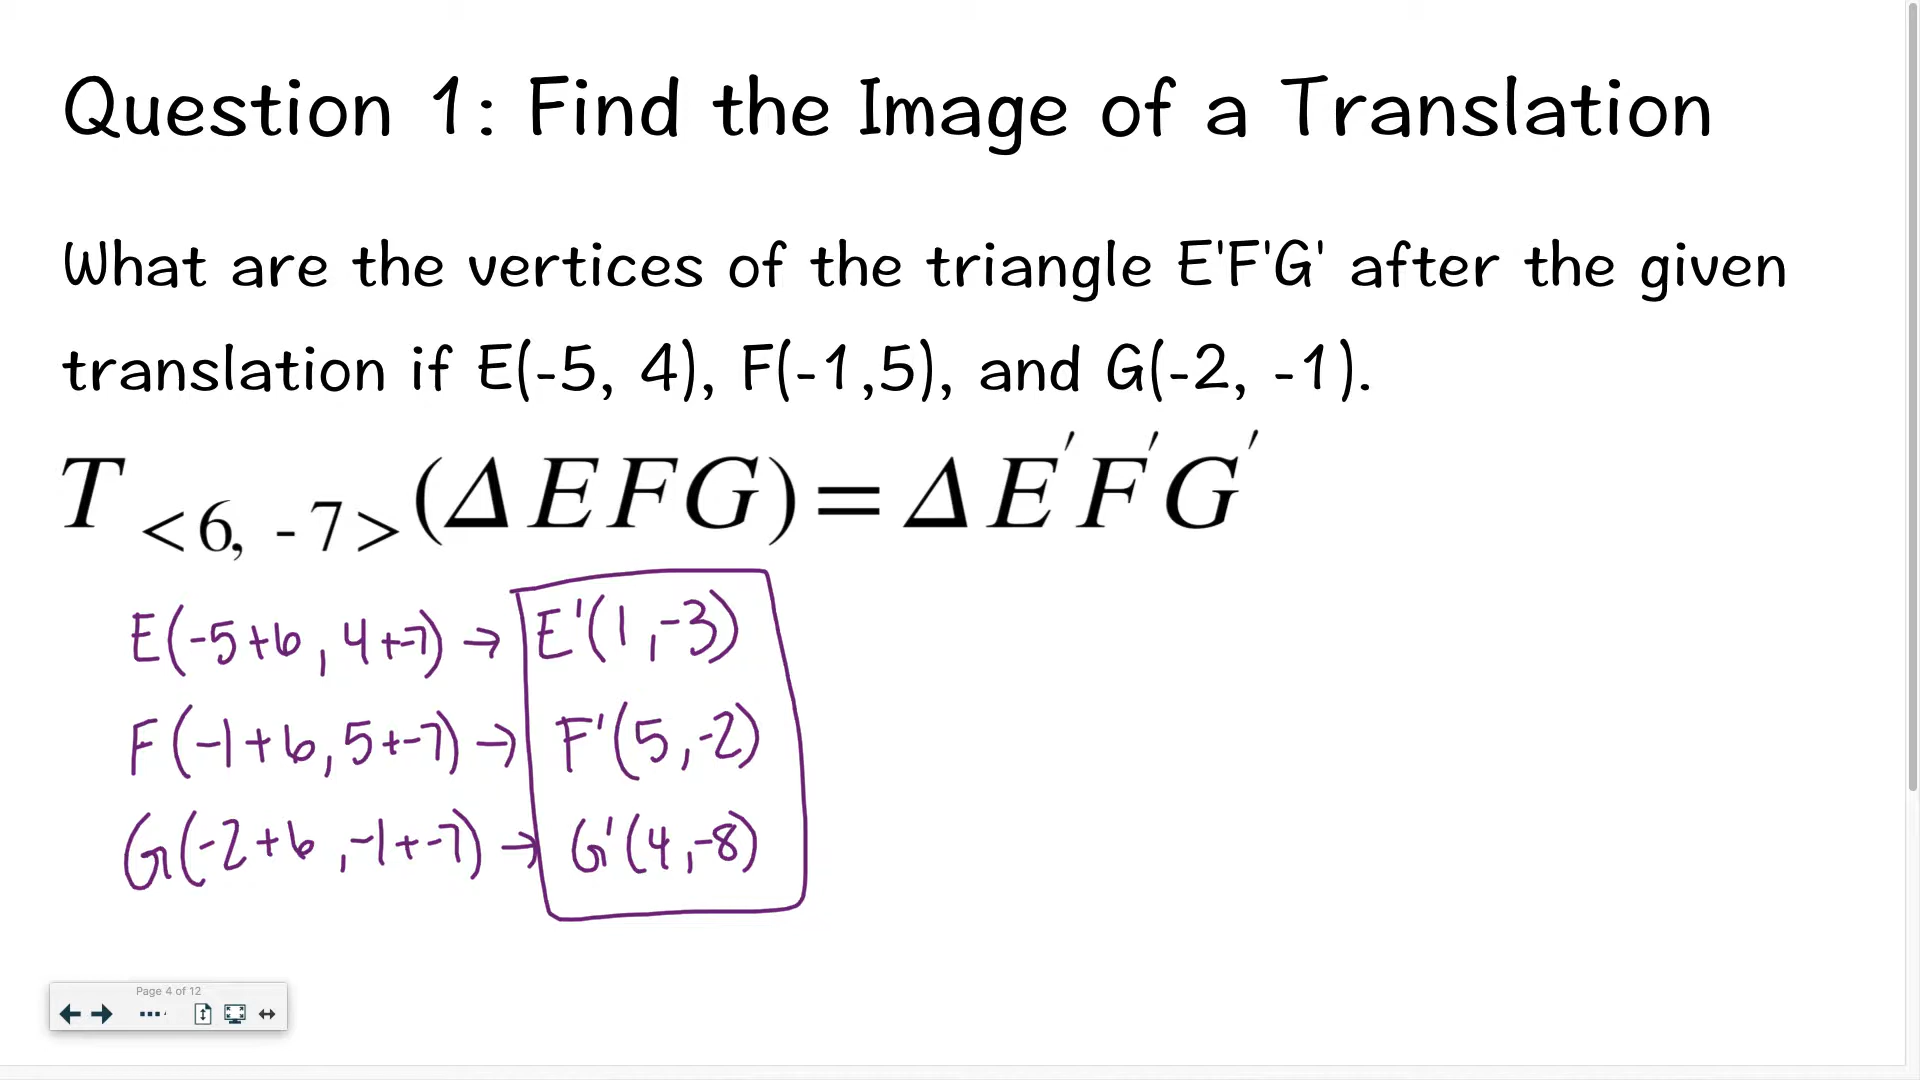 Question 1: Find the Image of a Translation
What are the vertices of the triangle E'F'G' after the given
translation if E(-5, 4), F(-1,5), and G(-2, -1).
T <6, -7> (ΔEFG) = ΔE'F'G'
E(-5+6, 4+-7) → E'(1,-3)
F(-1+6, 5+-7) → F'(5,-2)
G(-2+6, -1+-7) → G'(4,-8)
Page 4 of 12